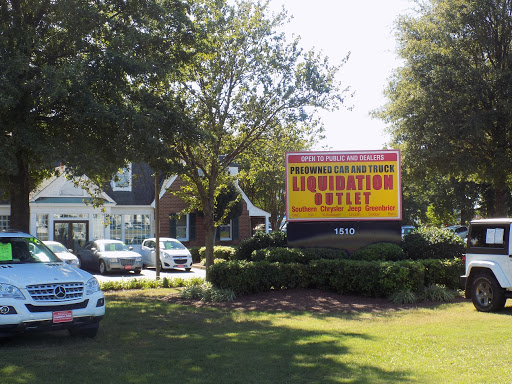 OPEN TO PUBLIC AND DEALERS
PREOWNED CAR AND TRUCK
LIQUIDATION
OUTLET
Southern Chrysler Jeep Greenbrier
1510